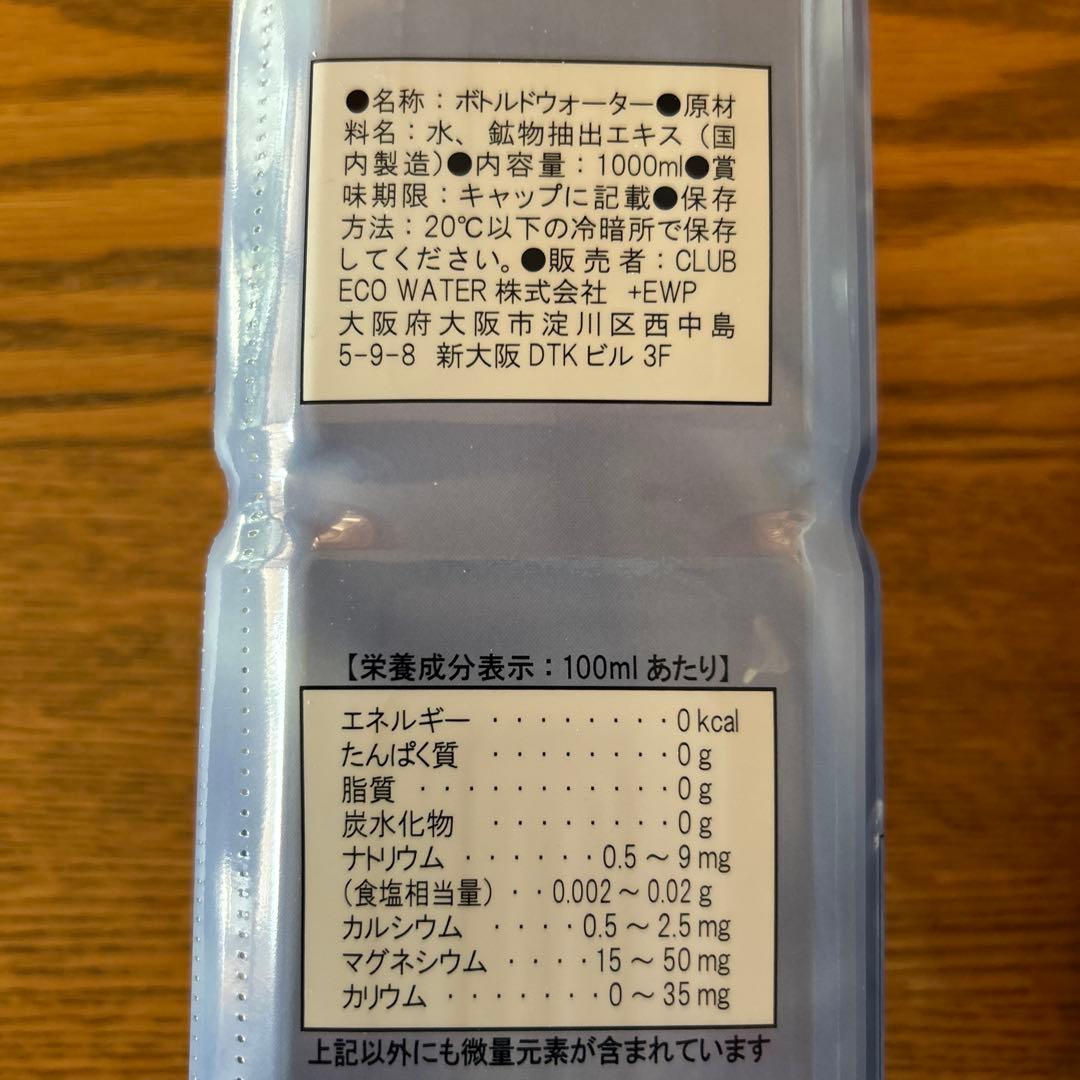 ●名称：ボトルドウォーター●原材
料名：水、鉱物抽出エキス（国
内製造）●内容量：1000ml●賞
味期限：キャップに記載●保存
方法：20℃以下の冷暗所で保存
してください。●販売者：CLUB
ECO WATER 株式会社 +EWP
大阪府大阪市淀川区西中島
5-9-8 新大阪DTKビル 3F
【栄養成分表示：100ml あたり】
エネルギー ········0 kcal
たんぱく質 ········0 g
脂質 ···········0 g
炭水化物 ········0 g
ナトリウム ······0.5～9 mg
（食塩相当量）··0.002～0.02 g
カルシウム ····0.5～2.5 mg
マグネシウム ····15～50 mg
カリウム ·······0～35 mg
上記以外にも微量元素が含まれています